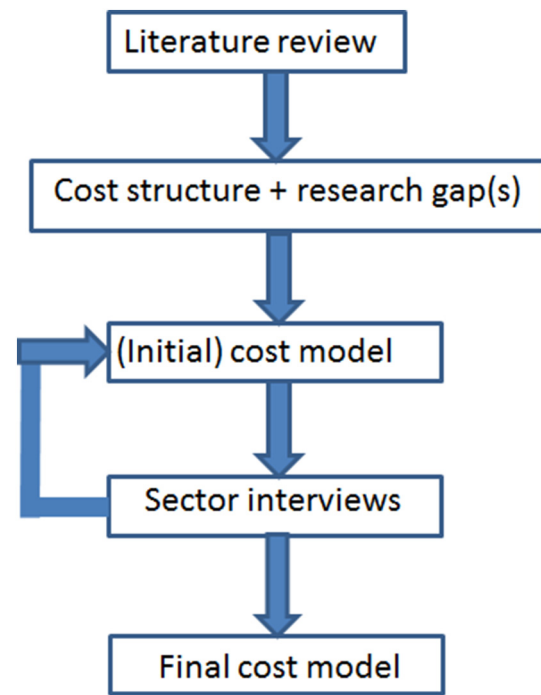 Literature review
Cost structure + research gap(s)
(Initial) cost model
Sector interviews
Final cost model